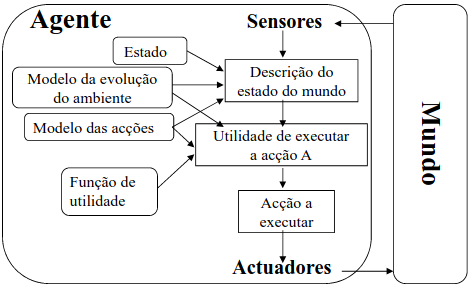 Agente
Sensores
Estado
Descrição do
estado do mundo
Modelo da evolução
do ambiente
Modelo das acções
Utilidade de executar
a acção A
Função de
utilidade
Acção a
executar
Actuadores
Mundo